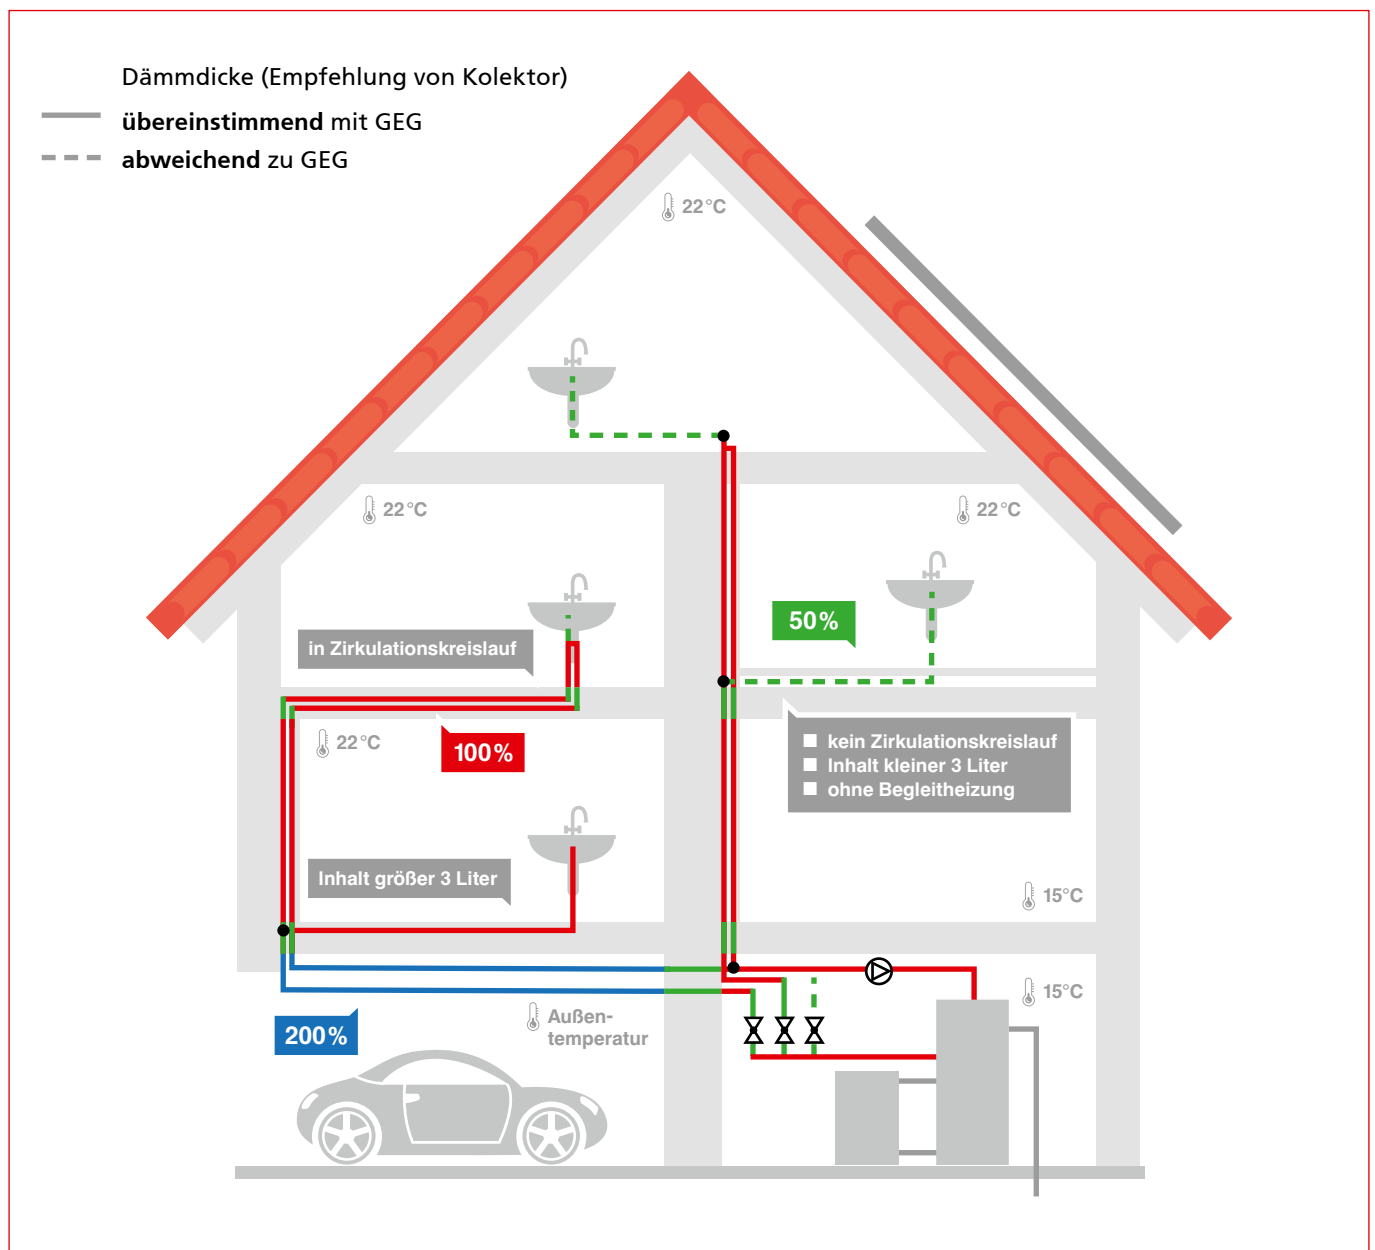 Dämmdicke (Empfehlung von Kolektor)
übereinstimmend mit GEG
abweichend zu GEG
22°C
22°C
22°C
50%
in Zirkulationskreislauf
22°C
100%
kein Zirkulationskreislauf
Inhalt kleiner 3 Liter
ohne Begleitheizung
Inhalt größer 3 Liter
15°C
15°C
200%
Außen-
temperatur